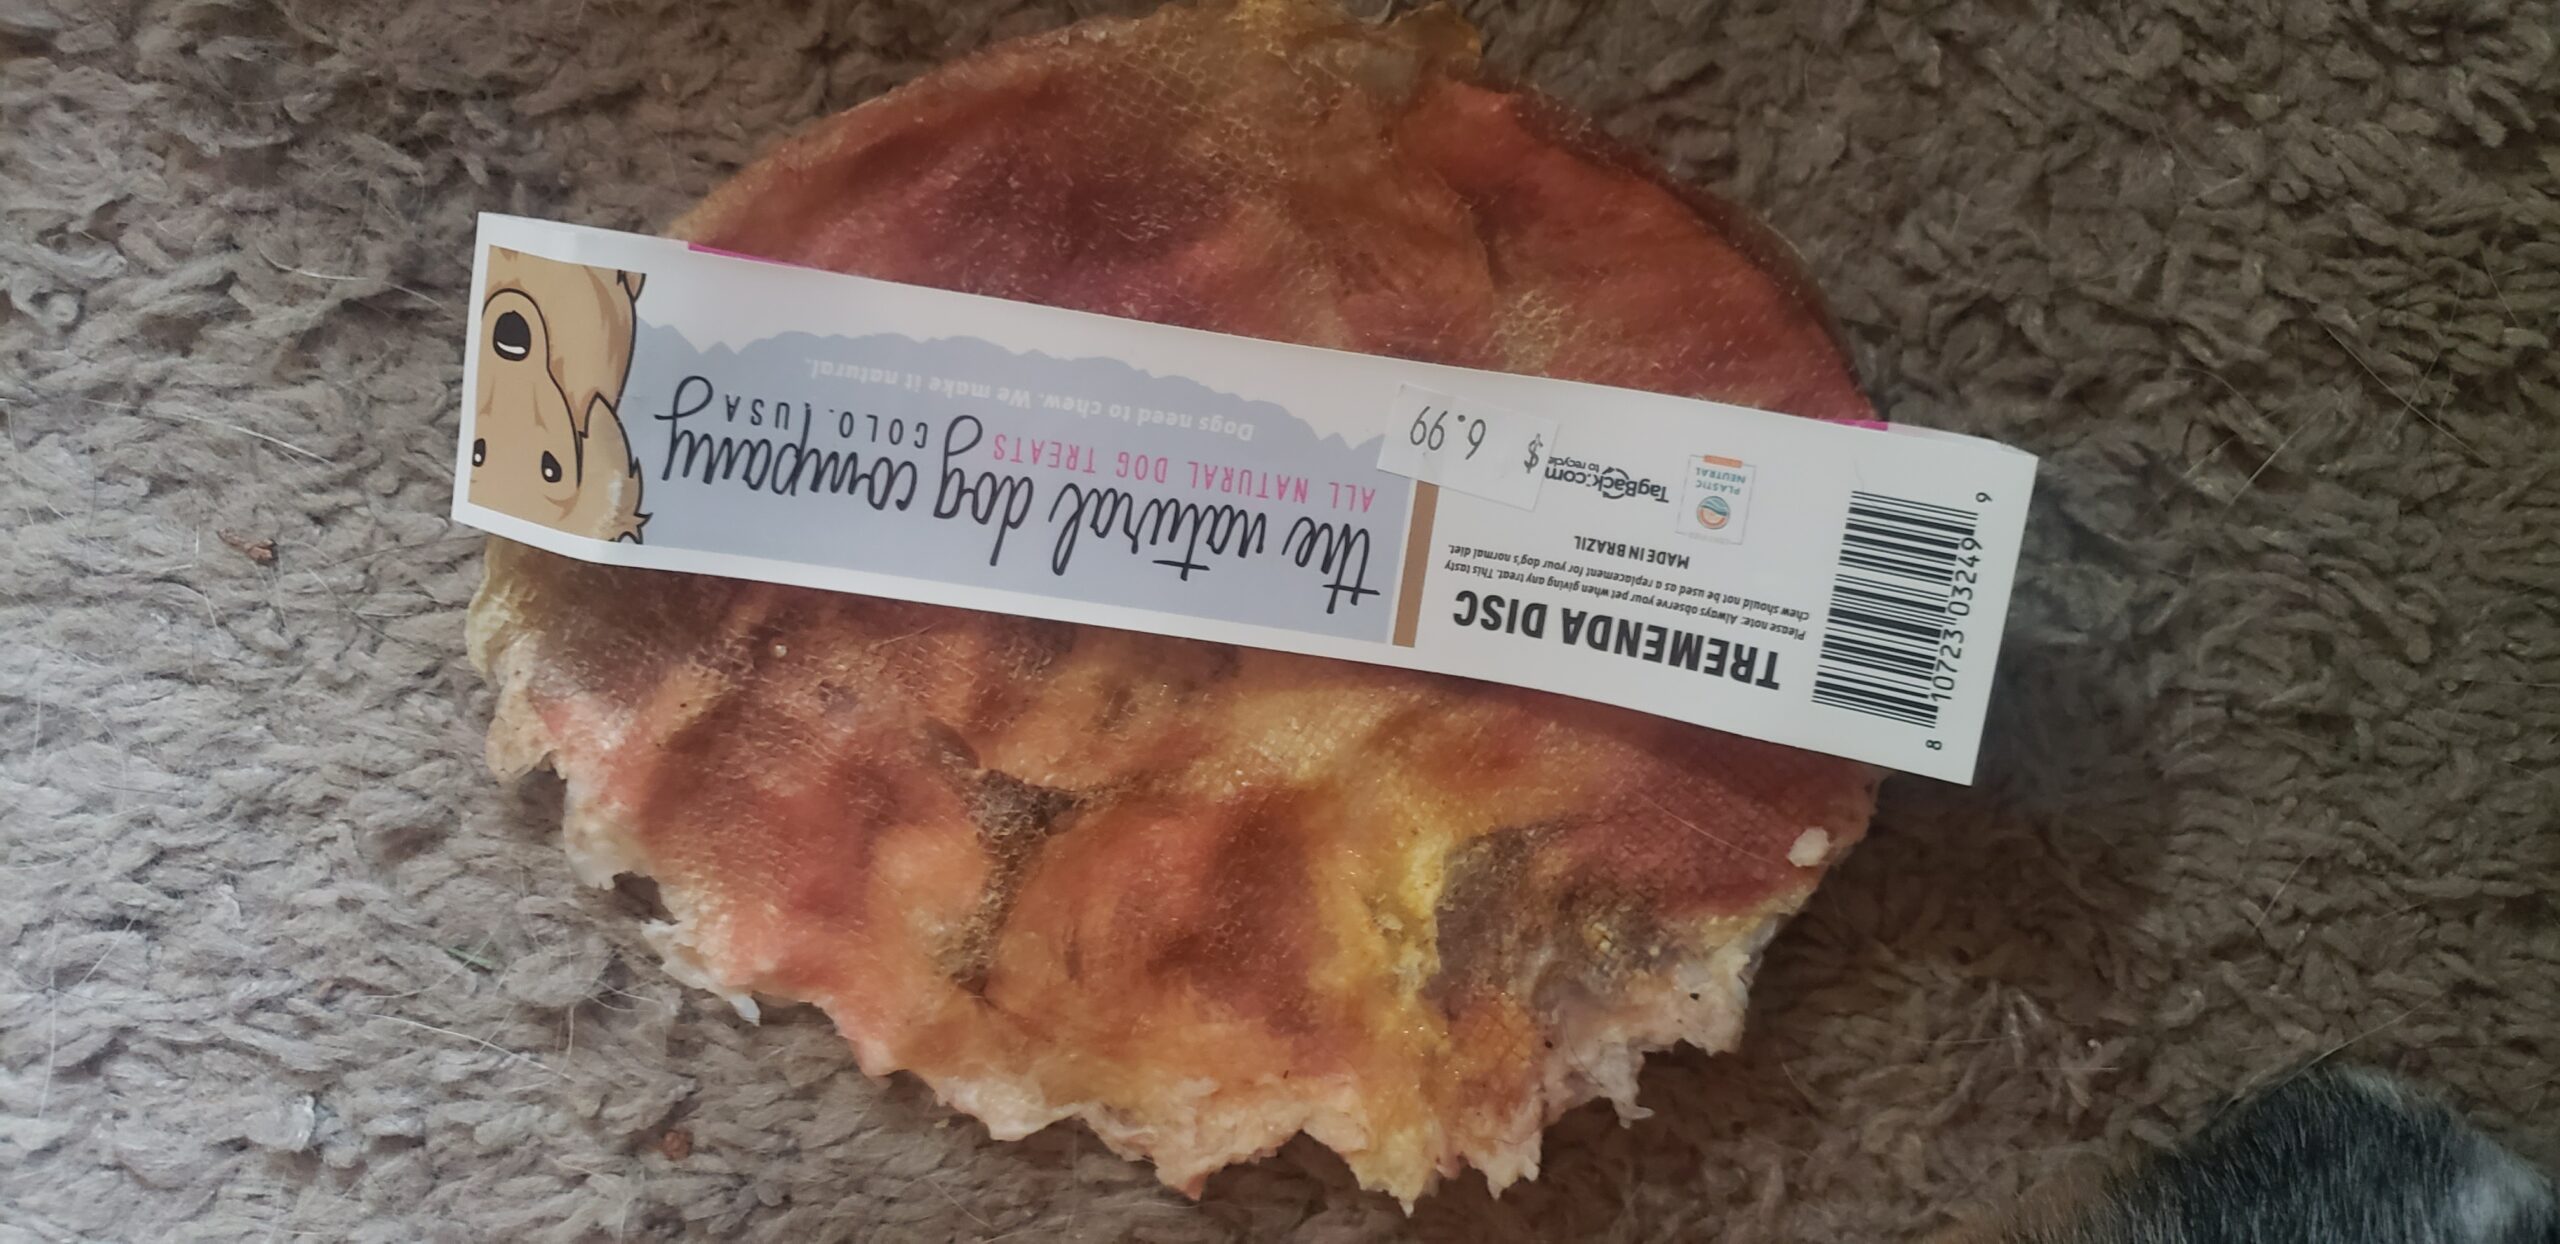 the natural dog company
ALL NATURAL DOG TREATS COLO. / USA
Dogs need to chew. We make it natural.
TREMENDA DISC
Please note: Always observe your pet when giving any treat. This tasty
chew should not be used as a replacement for your dog's normal diet.
MADE IN BRAZIL
TagBack.com
to recycle
$ 6.99
CERTIFIED
PLASTIC
NEUTRAL
8 10723 03249 9